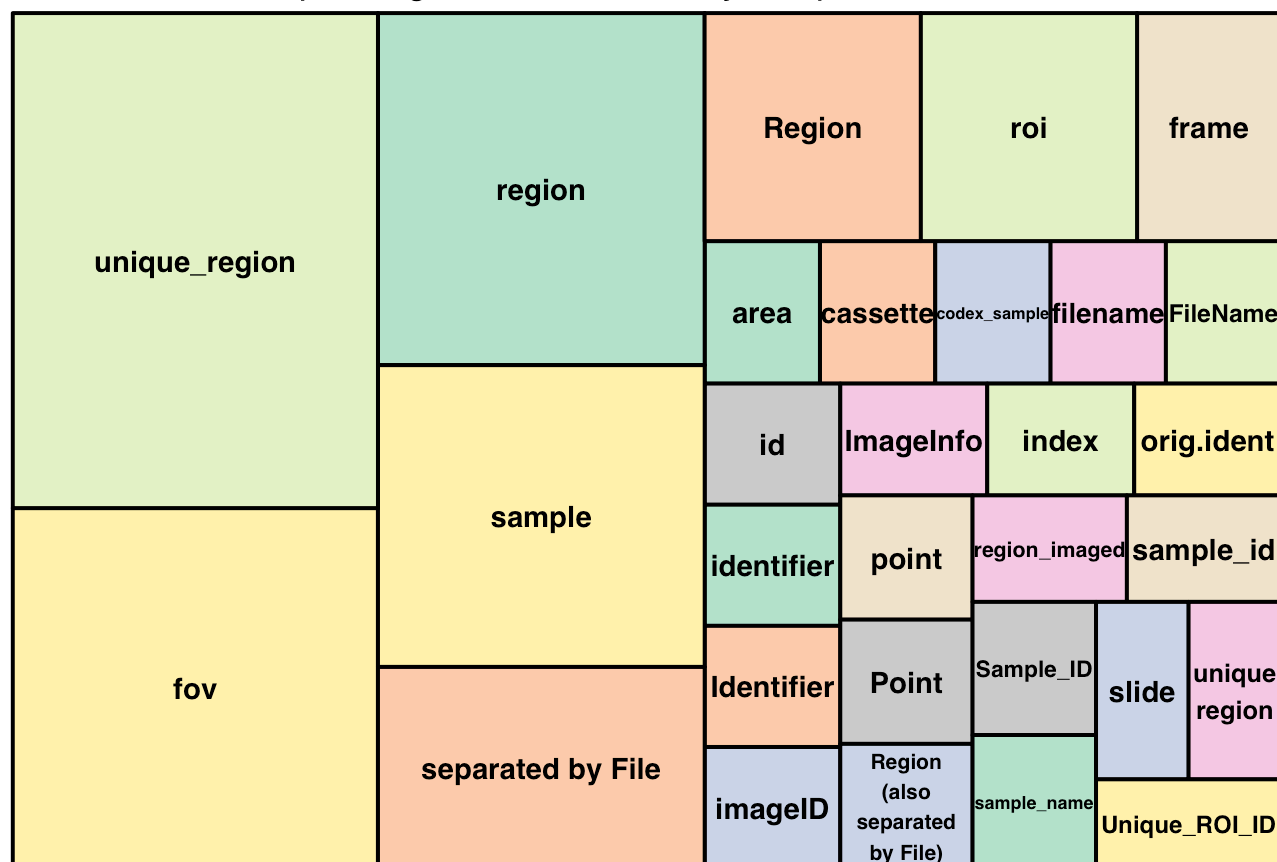 unique_region
fov
region
sample
separated by File
Region
roi
frame
area
cassette
codex_sample
filename
FileName
id
ImageInfo
index
orig.ident
identifier
point
region_imaged
sample_id
Identifier
Point
Sample_ID
slide
unique
region
imageID
Region
(also
separated
by File)
sample_name
Unique_ROI_ID